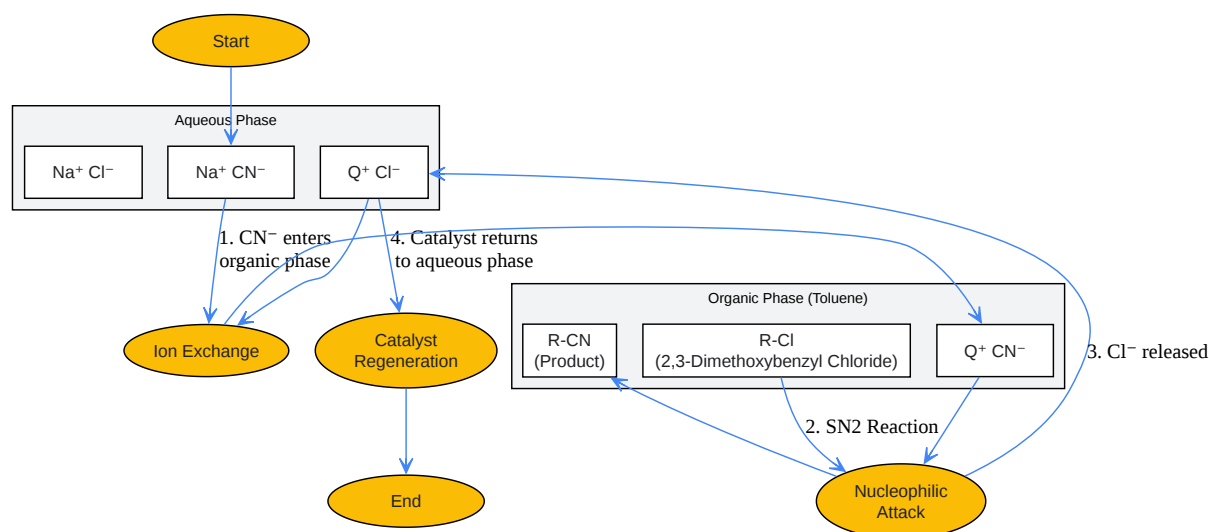 Start
Aqueous Phase
Na⁺ Cl⁻
Na⁺ CN⁻
Q⁺ Cl⁻
1. CN⁻ enters
organic phase
4. Catalyst returns
to aqueous phase
Organic Phase (Toluene)
Ion Exchange
Catalyst
Regeneration
R-CN
(Product)
R-Cl
(2,3-Dimethoxybenzyl Chloride)
Q⁺ CN⁻
3. Cl⁻ released
2. SN2 Reaction
End
Nucleophilic
Attack